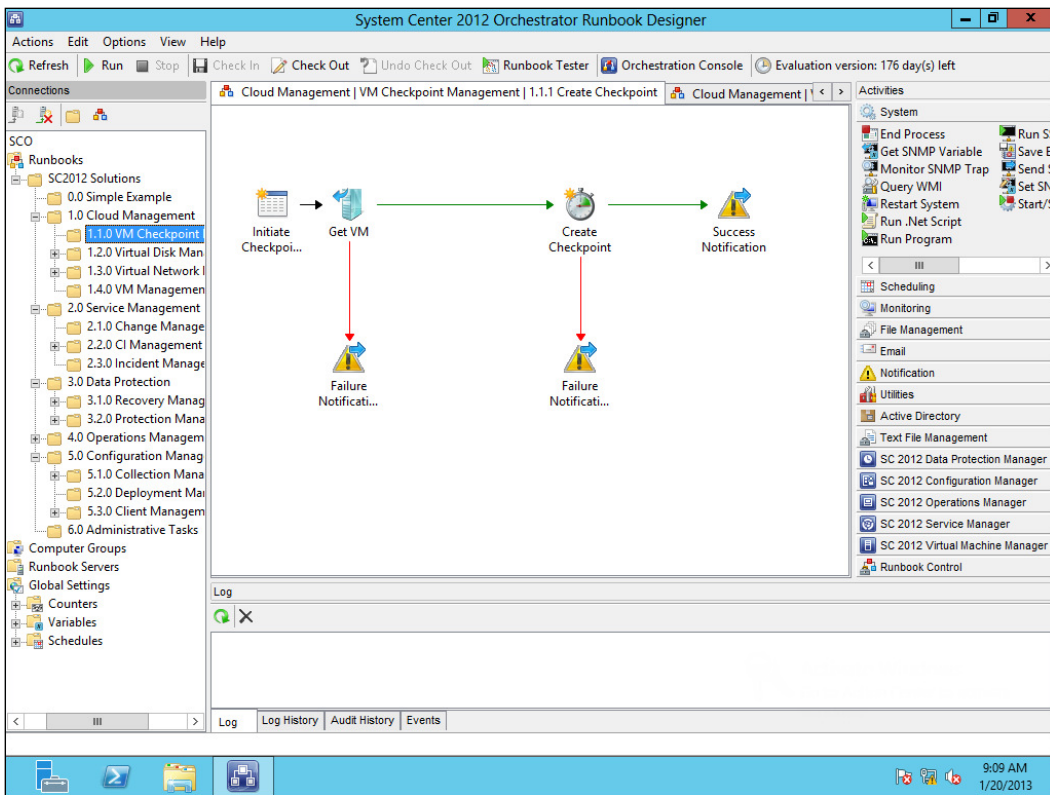 System Center 2012 Orchestrator Runbook Designer
Actions Edit Options View Help
Refresh Run Stop Check In Check Out Undo Check Out Runbook Tester Orchestration Console Evaluation version: 176 day(s) left
Connections
SCO
Runbooks
SC2012 Solutions
0.0 Simple Example
1.0 Cloud Management
1.1.0 VM Checkpoint
1.2.0 Virtual Disk Man
1.3.0 Virtual Network
1.4.0 VM Managemen
2.0 Service Management
2.1.0 Change Manage
2.2.0 CI Management
2.3.0 Incident Manage
3.0 Data Protection
3.1.0 Recovery Manag
3.2.0 Protection Mana
4.0 Operations Managem
5.0 Configuration Manag
5.1.0 Collection Mana
5.2.0 Deployment Ma
5.3.0 Client Managem
6.0 Administrative Tasks
Computer Groups
Runbook Servers
Global Settings
Counters
Variables
Schedules
Cloud Management | VM Checkpoint Management | 1.1.1 Create Checkpoint
Cloud Management |
Initiate
Checkpoi...
Get VM
Create
Checkpoint
Success
Notification
Failure
Notificati...
Failure
Notificati...
Log
Log Log History Audit History Events
Activities
System
End Process Run S
Get SNMP Variable Save E
Monitor SNMP Trap Send S
Query WMI Set SN
Restart System Start/S
Run .Net Script
Run Program
Scheduling
Monitoring
File Management
Email
Notification
Utilities
Active Directory
Text File Management
SC 2012 Data Protection Manager
SC 2012 Configuration Manager
SC 2012 Operations Manager
SC 2012 Service Manager
SC 2012 Virtual Machine Manager
Runbook Control
9:09 AM
1/20/2013